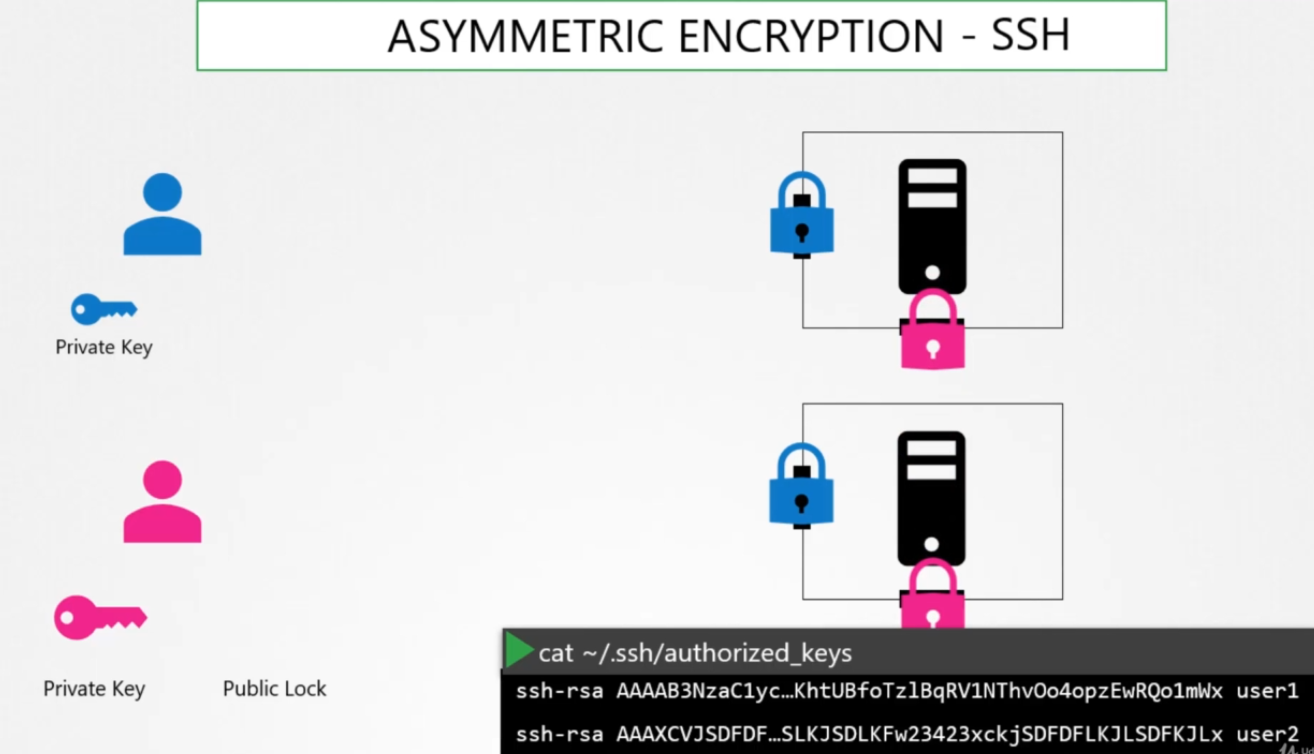 ASYMMETRIC ENCRYPTION - SSH
Private Key
Private Key
Public Lock
cat ~/.ssh/authorized_keys
ssh-rsa AAAAB3NzaC1yc…KhtUBfoTzlBqRV1NThvOo4opzEwRQo1mWx user1
ssh-rsa AAAXCVJSDFDF…SLKJSDLKFw23423xckjSDFDFLKJLSDFKJLx user2